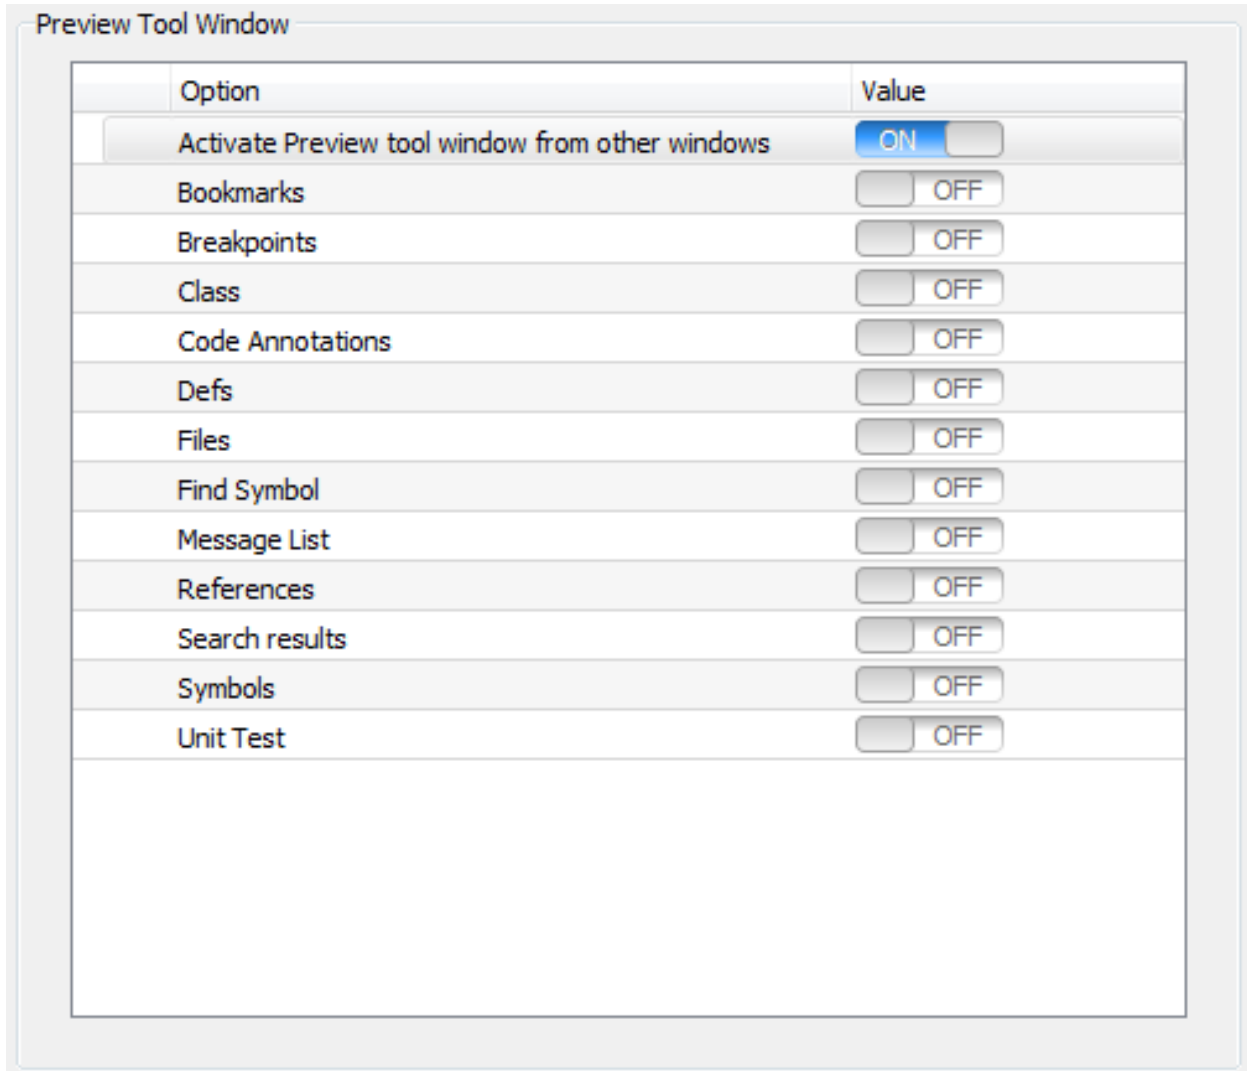 Preview Tool Window
Option Value
Activate Preview tool window from other windows ON
Bookmarks OFF
Breakpoints OFF
Class OFF
Code Annotations OFF
Defs OFF
Files OFF
Find Symbol OFF
Message List OFF
References OFF
Search results OFF
Symbols OFF
Unit Test OFF